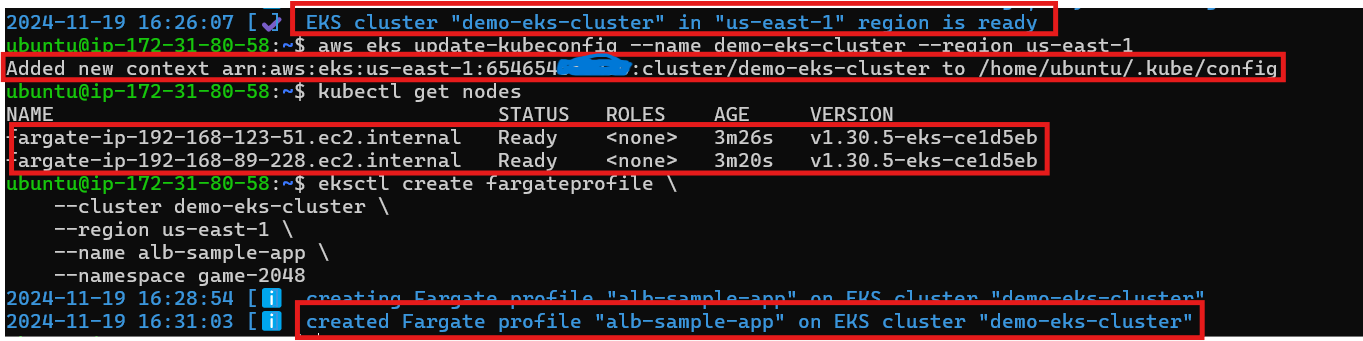 2024-11-19 16:26:07 [✔]  EKS cluster "demo-eks-cluster" in "us-east-1" region is ready
ubuntu@ip-172-31-80-58:~$ aws eks update-kubeconfig --name demo-eks-cluster --region us-east-1
Added new context arn:aws:eks:us-east-1:654654 :cluster/demo-eks-cluster to /home/ubuntu/.kube/config
ubuntu@ip-172-31-80-58:~$ kubectl get nodes
NAME STATUS ROLES AGE VERSION
fargate-ip-192-168-123-51.ec2.internal Ready <none> 3m26s v1.30.5-eks-ce1d5eb
fargate-ip-192-168-89-228.ec2.internal Ready <none> 3m20s v1.30.5-eks-ce1d5eb
ubuntu@ip-172-31-80-58:~$ eksctl create fargateprofile \
--cluster demo-eks-cluster \
--region us-east-1 \
--name alb-sample-app \
--namespace game-2048
2024-11-19 16:28:54 [ℹ]  creating Fargate profile "alb-sample-app" on EKS cluster "demo-eks-cluster"
2024-11-19 16:31:03 [ℹ]  created Fargate profile "alb-sample-app" on EKS cluster "demo-eks-cluster"